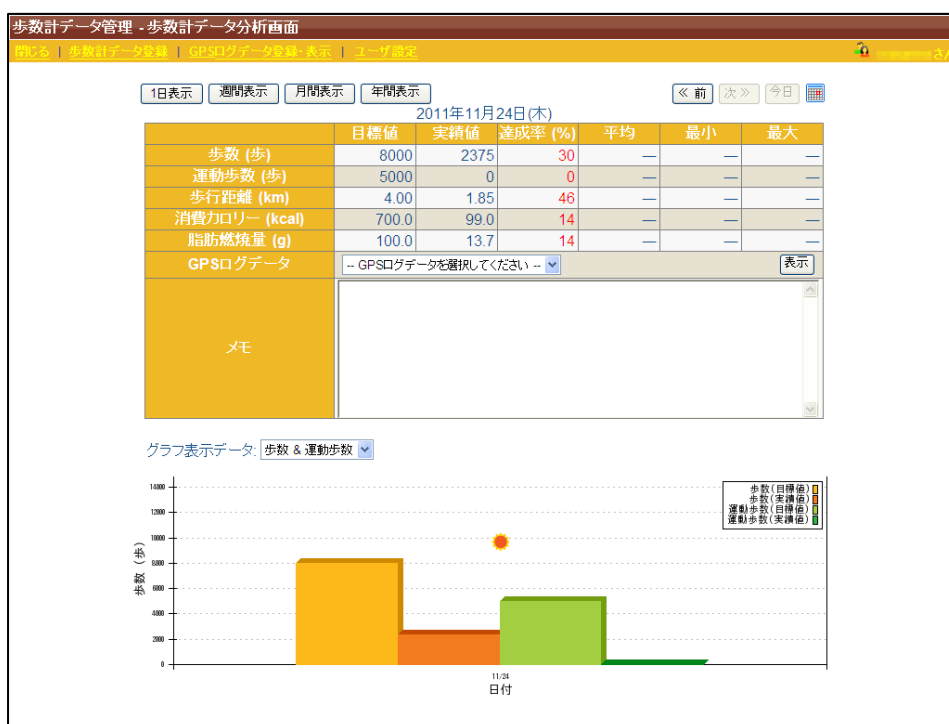 歩数計データ管理 - 歩数計データ分析画面
閉じる | 歩数計データ登録 | GPSログデータ登録・表示 | ユーザ設定 さん
1日表示 週間表示 月間表示 年間表示 ≪ 前 次 ≫ 今日
2011年11月24日(木)
目標値 実績値 達成率 (%) 平均 最小 最大
歩数 (歩) 8000 2375 30 — — —
運動歩数 (歩) 5000 0 0 — — —
歩行距離 (km) 4.00 1.85 46 — — —
消費カロリー (kcal) 700.0 99.0 14 — — —
脂肪燃焼量 (g) 100.0 13.7 14 — — —
GPSログデータ -- GPSログデータを選択してください -- 表示
メモ
グラフ表示データ: 歩数 & 運動歩数
歩数(目標値)
歩数(実績値)
運動歩数(目標値)
運動歩数(実績値)
14000
12000
10000
8000
6000
4000
2000
0
歩数 (歩)
11/24
日付